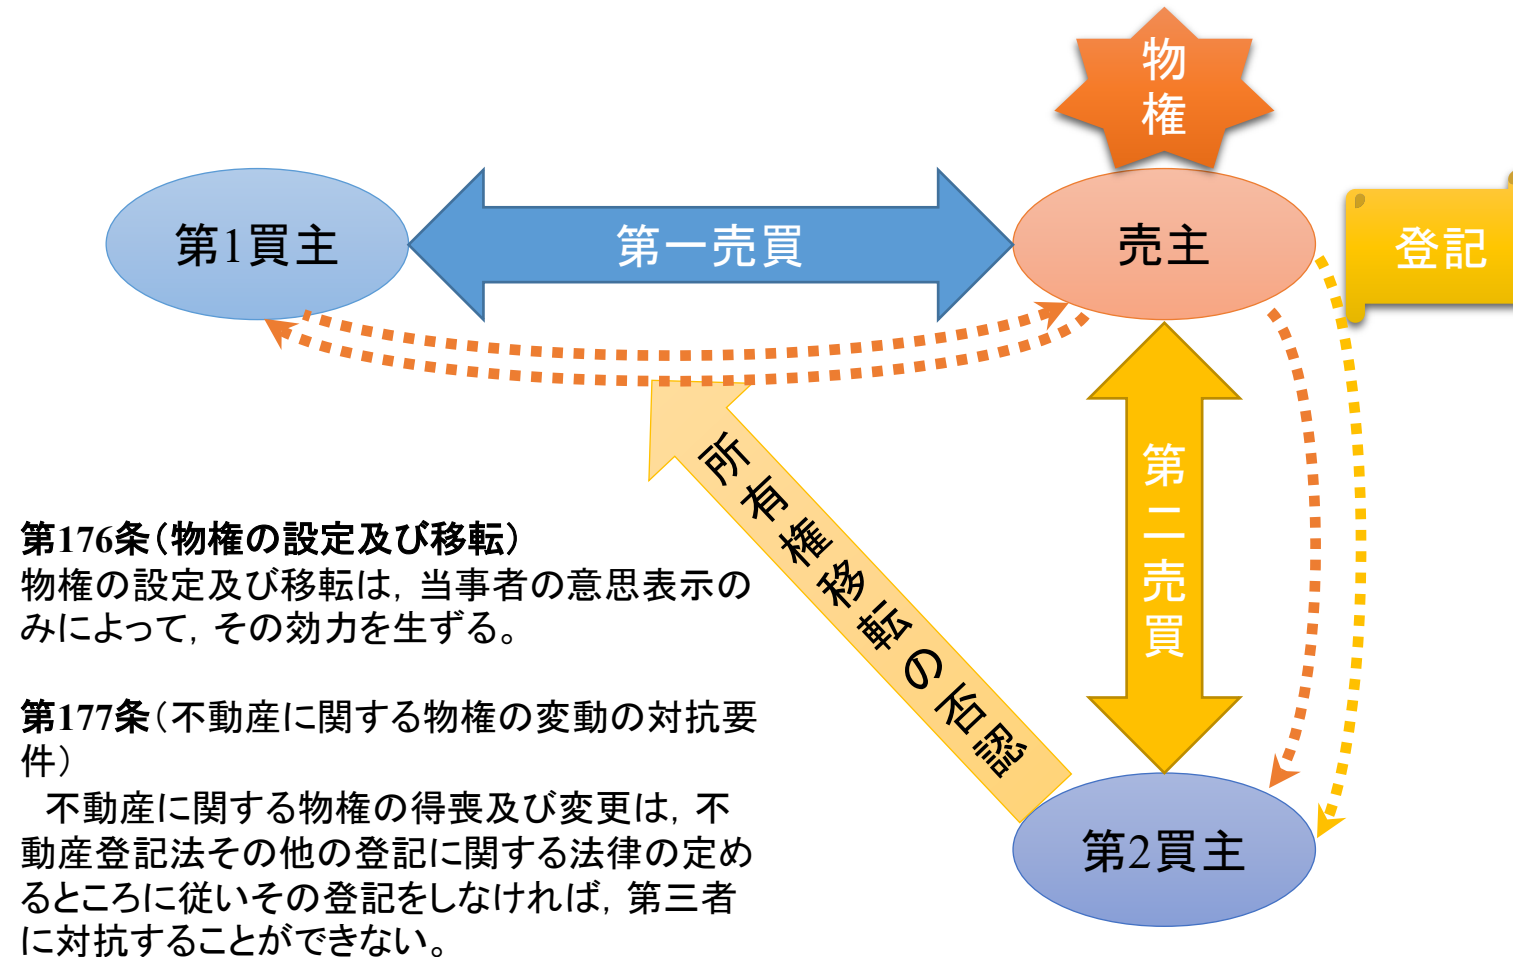 物
権
第1買主
第一売買
売主
登記
所有権移転の否認
第二売買
第2買主
第176条（物権の設定及び移転）
物権の設定及び移転は，当事者の意思表示の
みによって，その効力を生ずる。
第177条（不動産に関する物権の変動の対抗要
件）
不動産に関する物権の得喪及び変更は，不
動産登記法その他の登記に関する法律の定め
るところに従いその登記をしなければ，第三者
に対抗することができない。